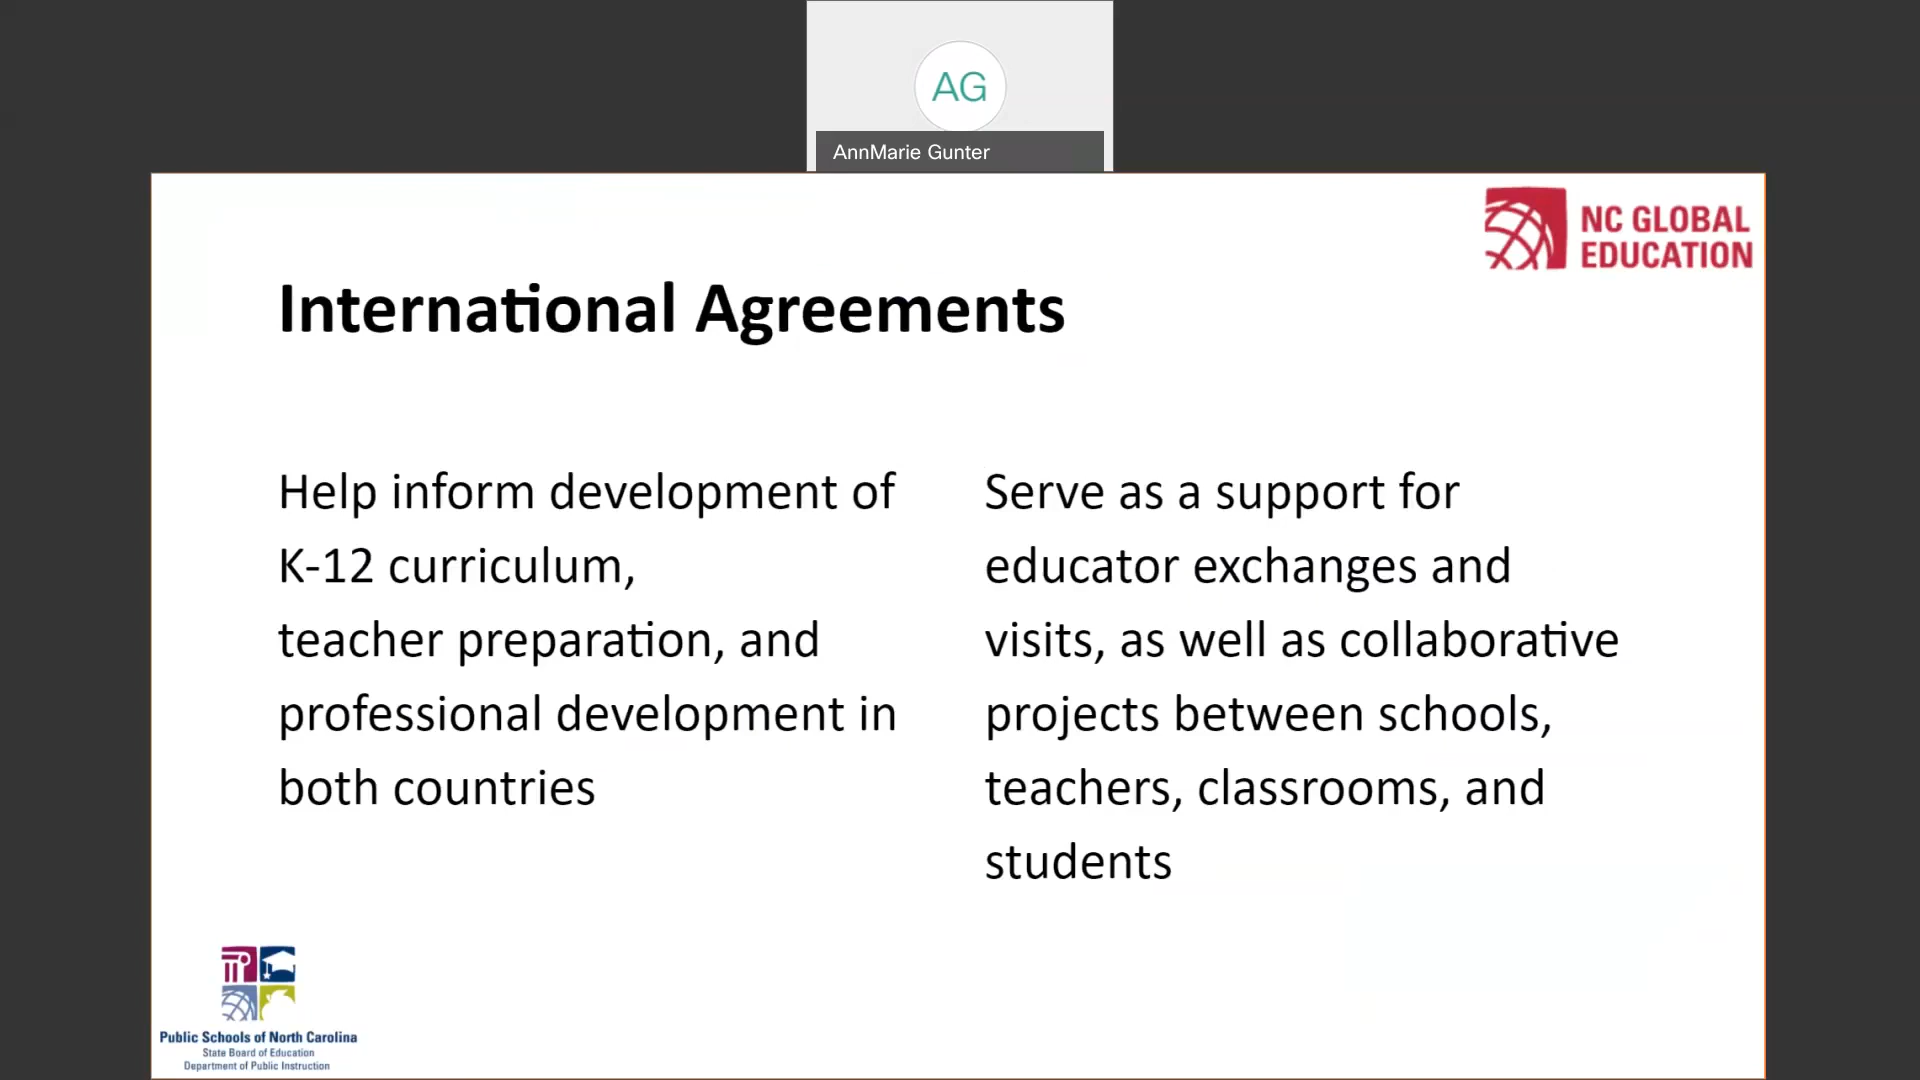 AG
AnnMarie Gunter
NC GLOBAL
EDUCATION
International Agreements
Help inform development of
K-12 curriculum,
teacher preparation, and
professional development in
both countries
Serve as a support for
educator exchanges and
visits, as well as collaborative
projects between schools,
teachers, classrooms, and
students
Public Schools of North Carolina
State Board of Education
Department of Public Instruction